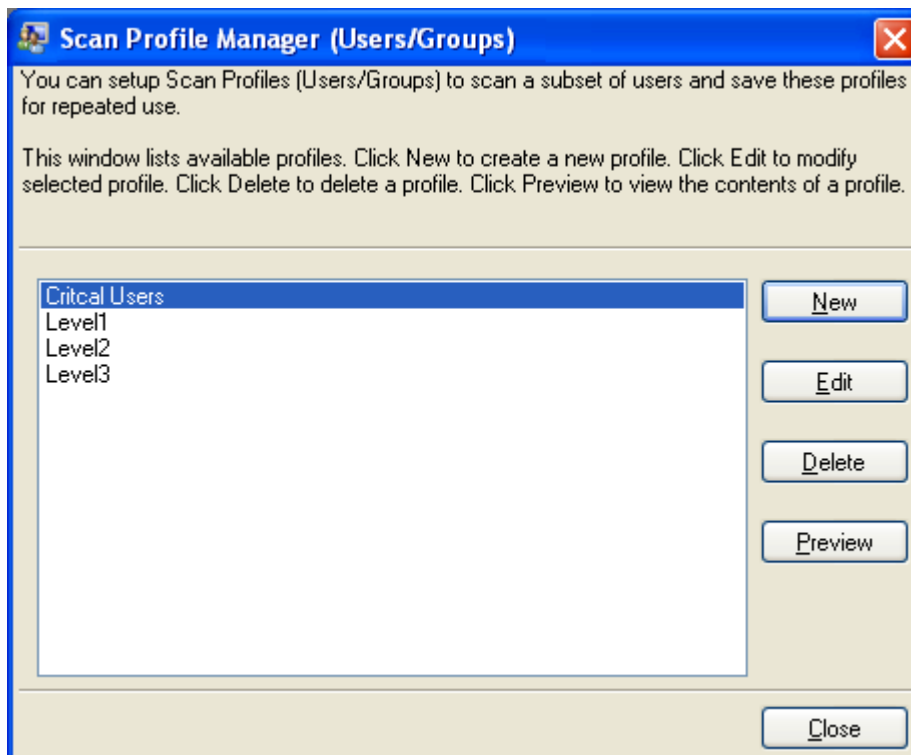 Scan Profile Manager (Users/Groups)
You can setup Scan Profiles (Users/Groups) to scan a subset of users and save these profiles
for repeated use.
This window lists available profiles. Click New to create a new profile. Click Edit to modify
selected profile. Click Delete to delete a profile. Click Preview to view the contents of a profile.
Critcal Users
Level1
Level2
Level3
New
Edit
Delete
Preview
Close